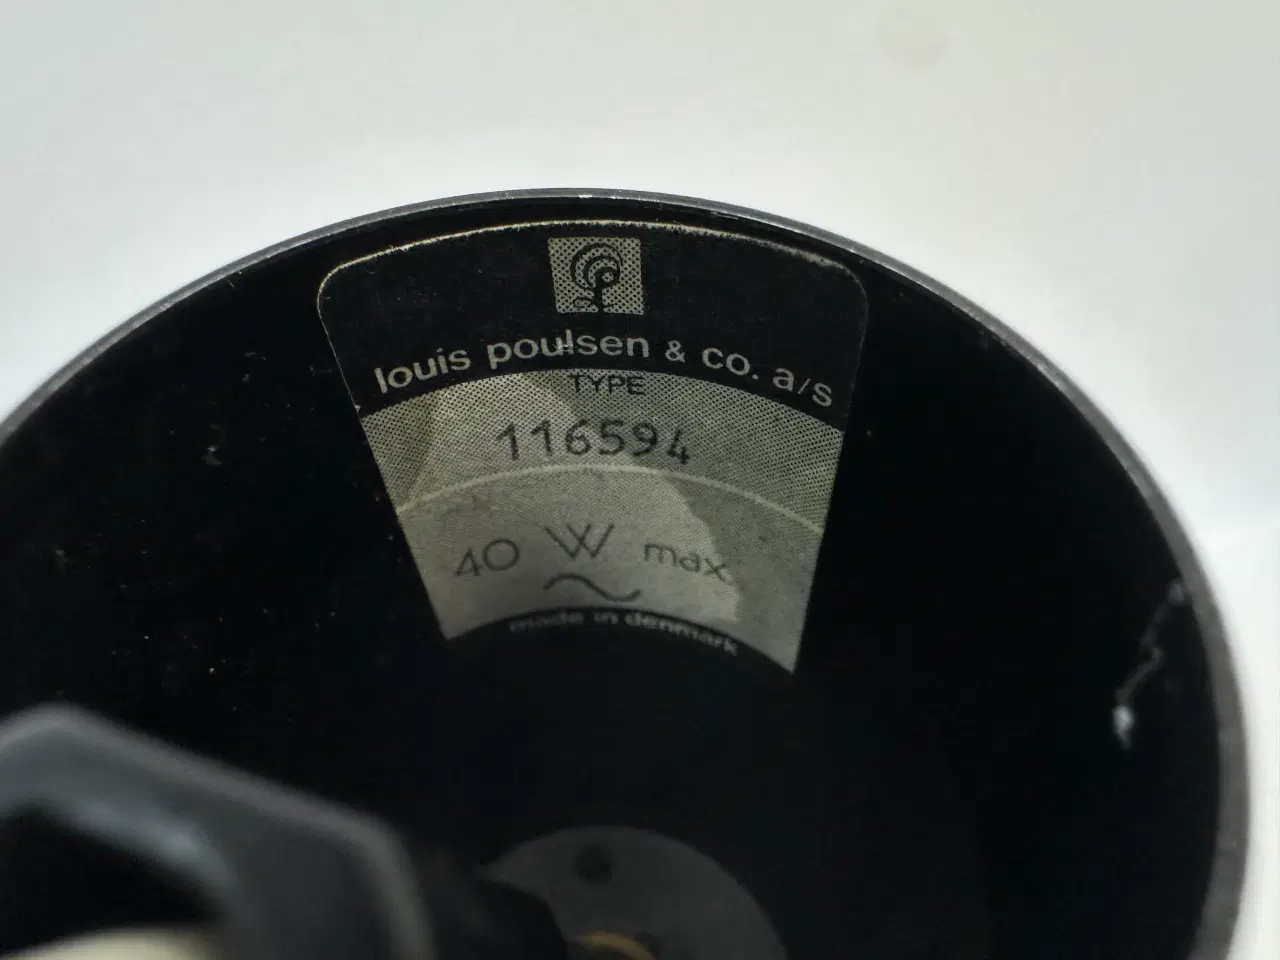 louis poulsen & co. a/s
TYPE
116594
40 W max.
~
made in denmark